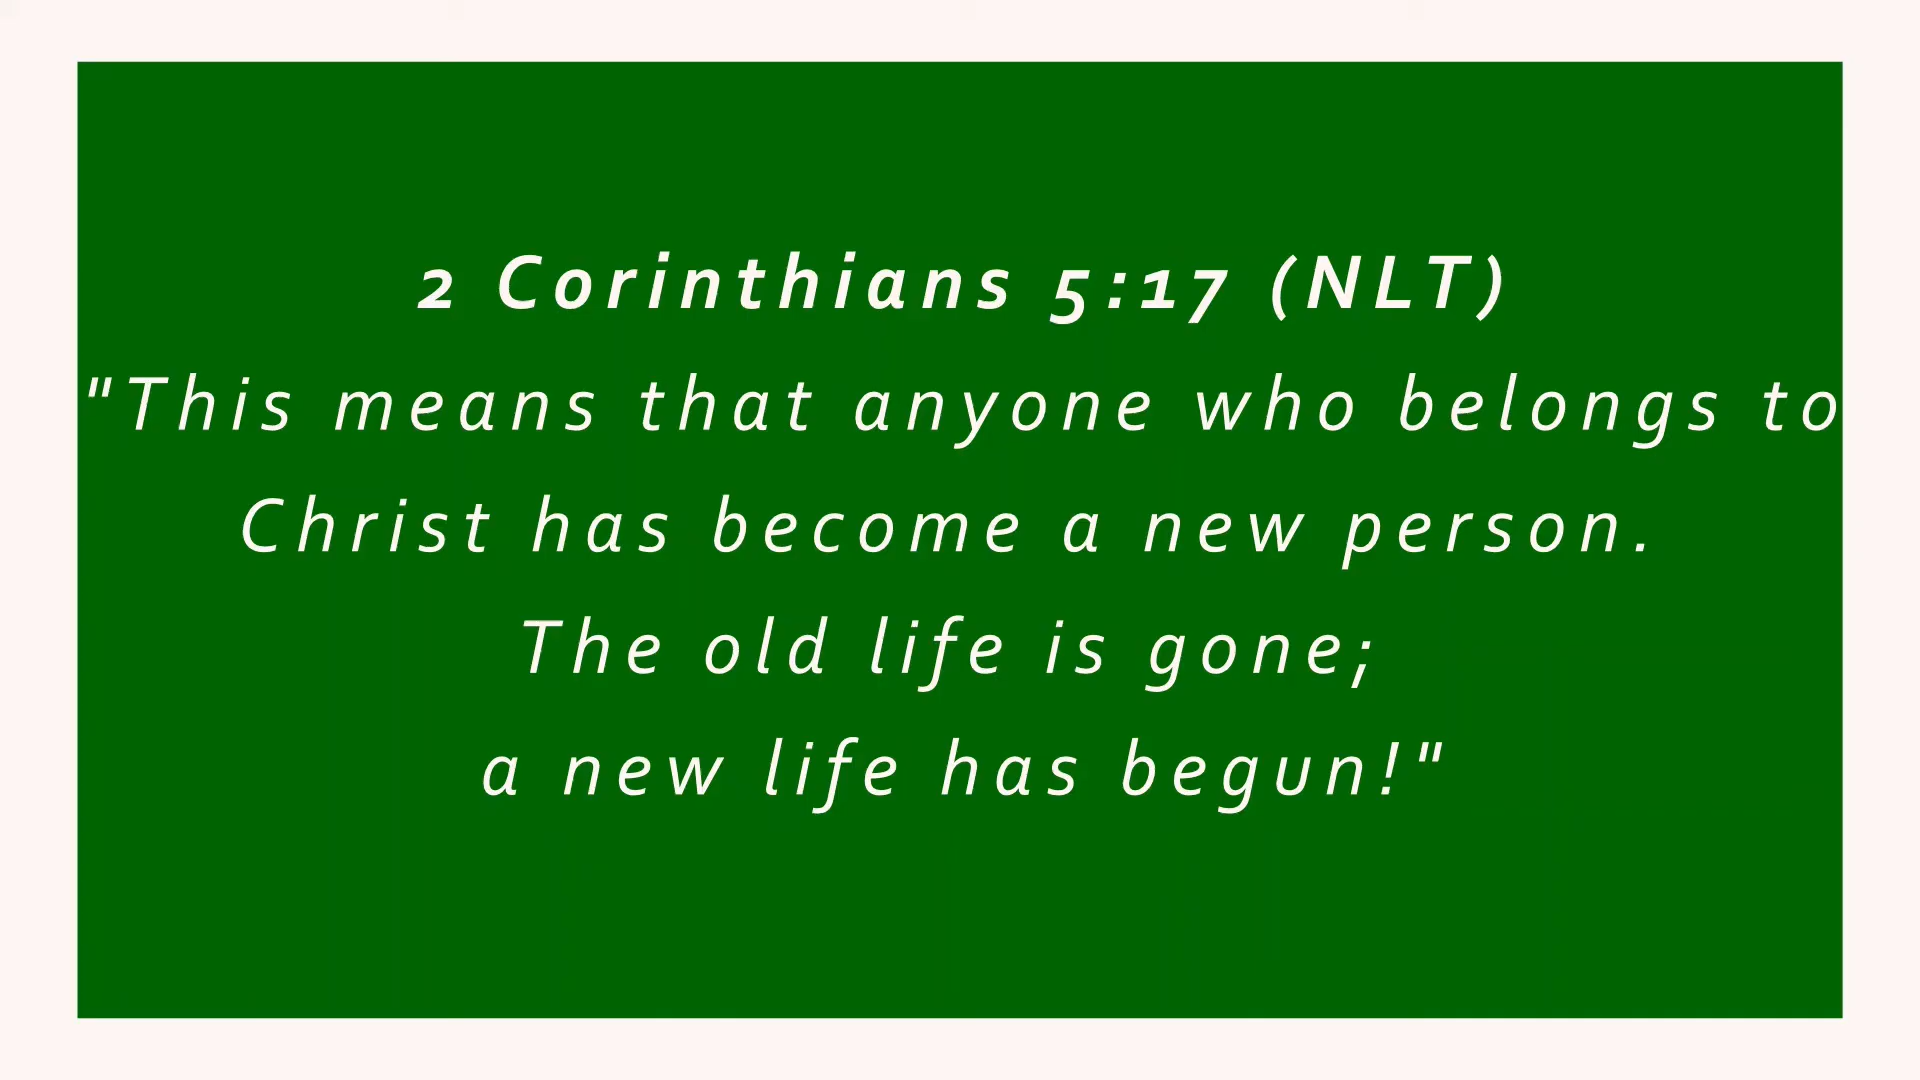 2 Corinthians 5:17 (NLT)
"This means that anyone who belongs to
Christ has become a new person.
The old life is gone;
a new life has begun!"